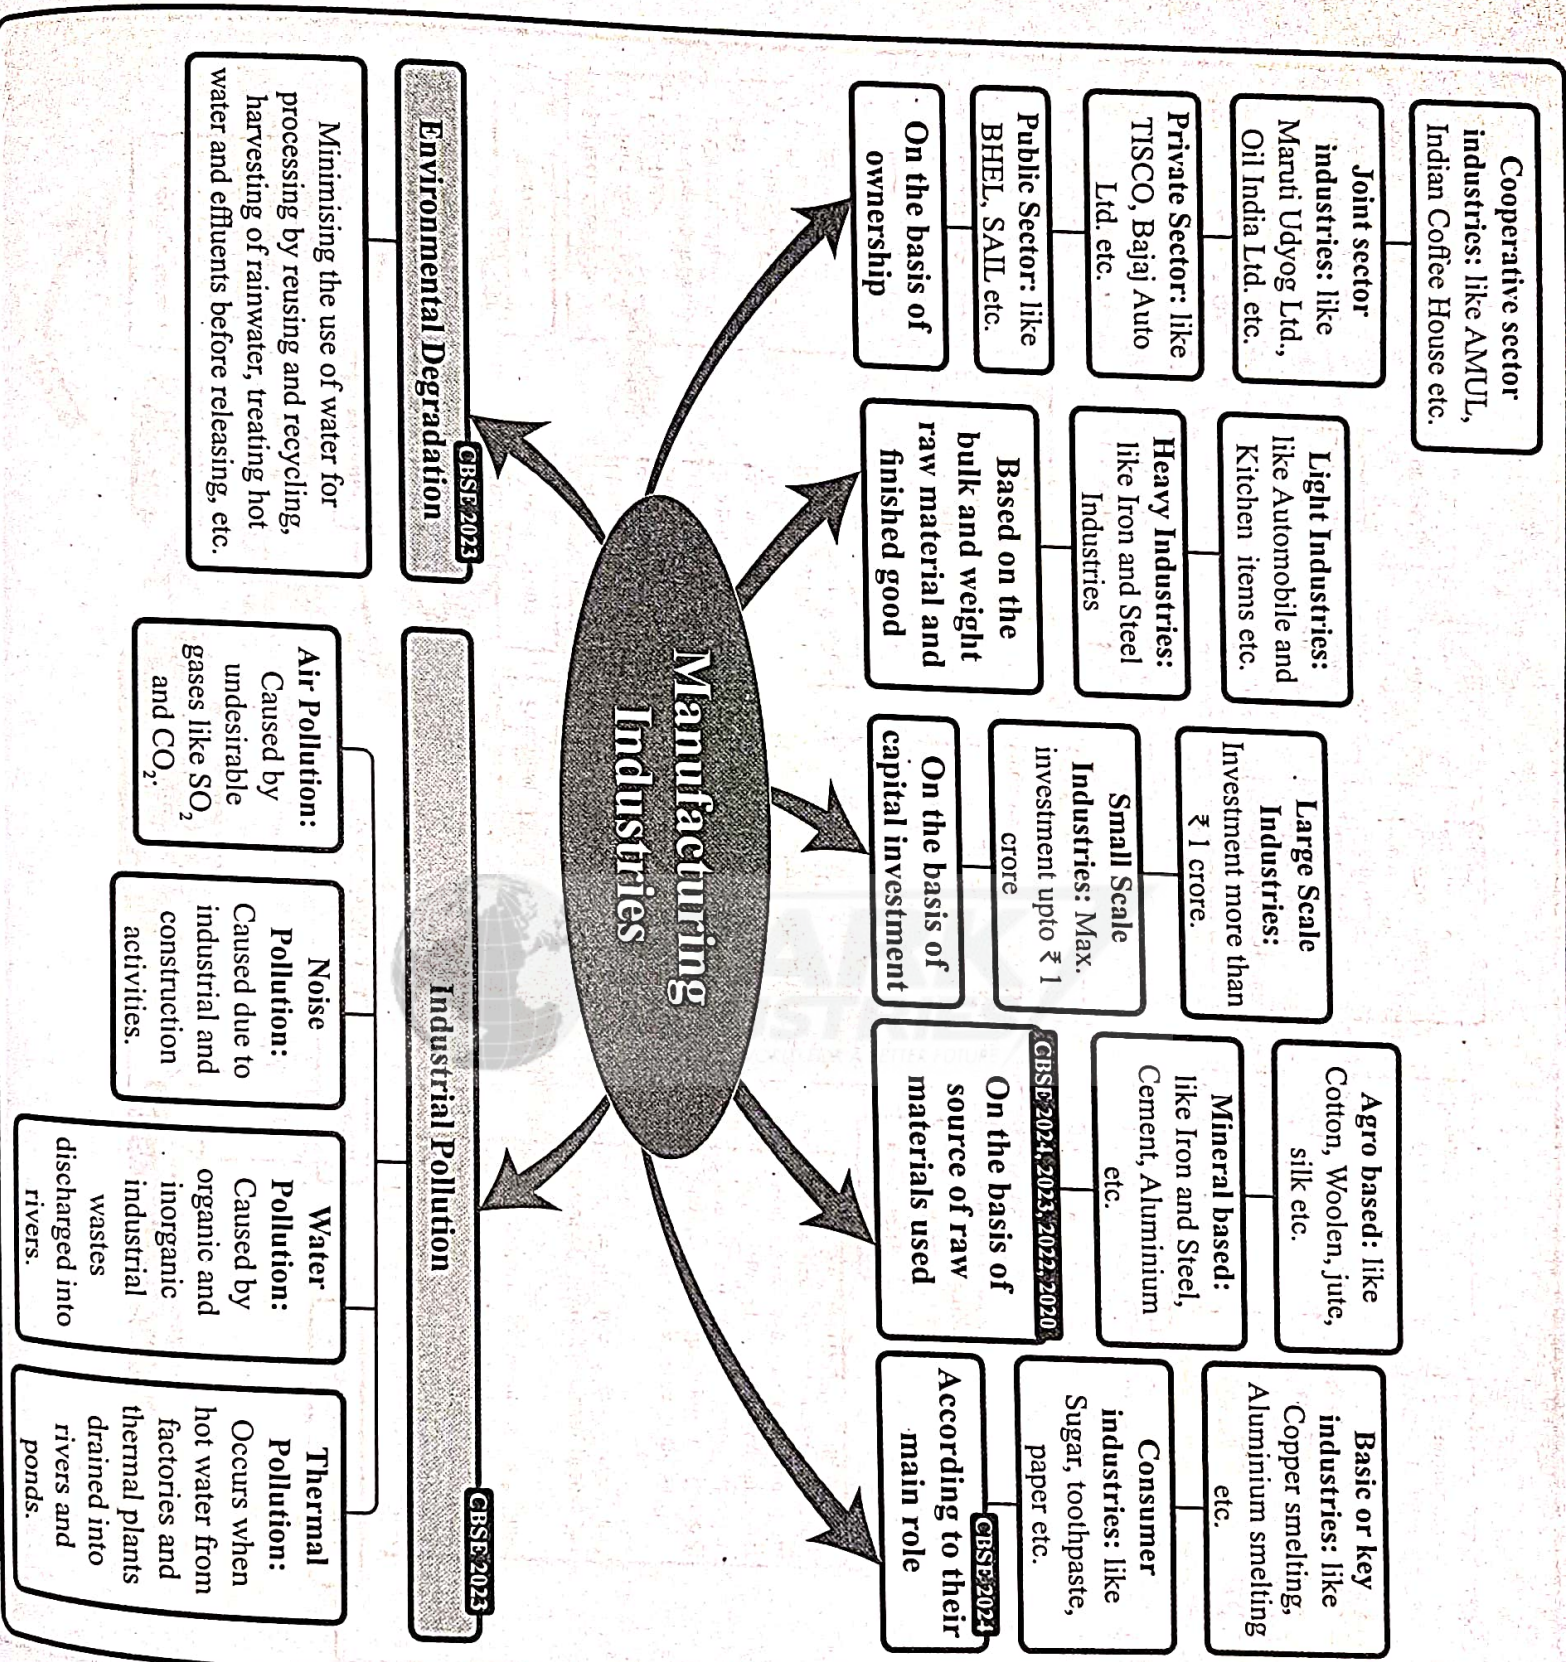 Cooperative sector
industries: like AMUL,
Indian Coffee House etc.
Joint sector
industries: like
Maruti Udyog Ltd.,
Oil India Ltd. etc.
Private Sector: like
TISCO, Bajaj Auto
Ltd. etc.
Public Sector: like
BHEL, SAIL etc.
On the basis of
ownership
Light Industries:
like Automobile and
Kitchen items etc.
Heavy Industries:
like Iron and Steel
Industries
Based on the
bulk and weight
raw material and
finished good
Large Scale
Industries:
Investment more than
₹ 1 crore.
Small Scale
Industries: Max.
investment upto ₹ 1
crore
On the basis of
capital investment
Agro based: like
Cotton, Woolen, jute,
silk etc.
Mineral based:
like Iron and Steel,
Cement, Aluminium
etc.
CBSE 2024, 2023, 2022, 2020
On the basis of
source of raw
materials used
Basic or key
industries: like
Copper smelting,
Aluminium smelting
etc.
Consumer
industries: like
Sugar, toothpaste,
paper etc.
CBSE 2024
According to their
main role
Manufacturing
Industries
CBSE 2023
Environmental Degradation
Minimising the use of water for
processing by reusing and recycling,
harvesting of rainwater, treating hot
water and effluents before releasing, etc.
CBSE 2023
Industrial Pollution
Air Pollution:
Caused by
undesirable
gases like SO₂
and CO₂.
Noise
Pollution:
Caused due to
industrial and
construction
activities.
Water
Pollution:
Caused by
organic and
inorganic
industrial
wastes
discharged into
rivers.
Thermal
Pollution:
Occurs when
hot water from
factories and
thermal plants
drained into
rivers and
ponds.